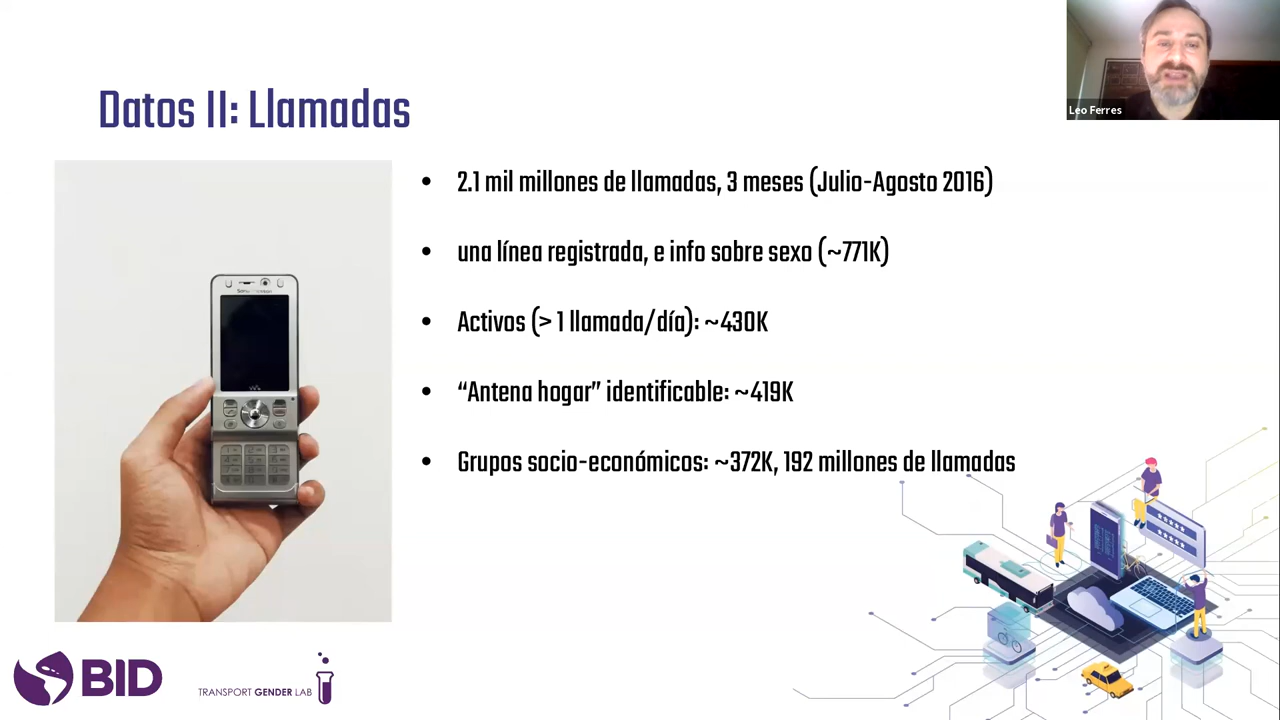 Leo Ferres
Datos II: Llamadas
• 2.1 mil millones de llamadas, 3 meses (Julio-Agosto 2016)
• una línea registrada, e info sobre sexo (~771K)
• Activos (> 1 llamada/día): ~430K
• “Antena hogar” identificable: ~419K
• Grupos socio-económicos: ~372K, 192 millones de llamadas
BID
TRANSPORT GENDER LAB